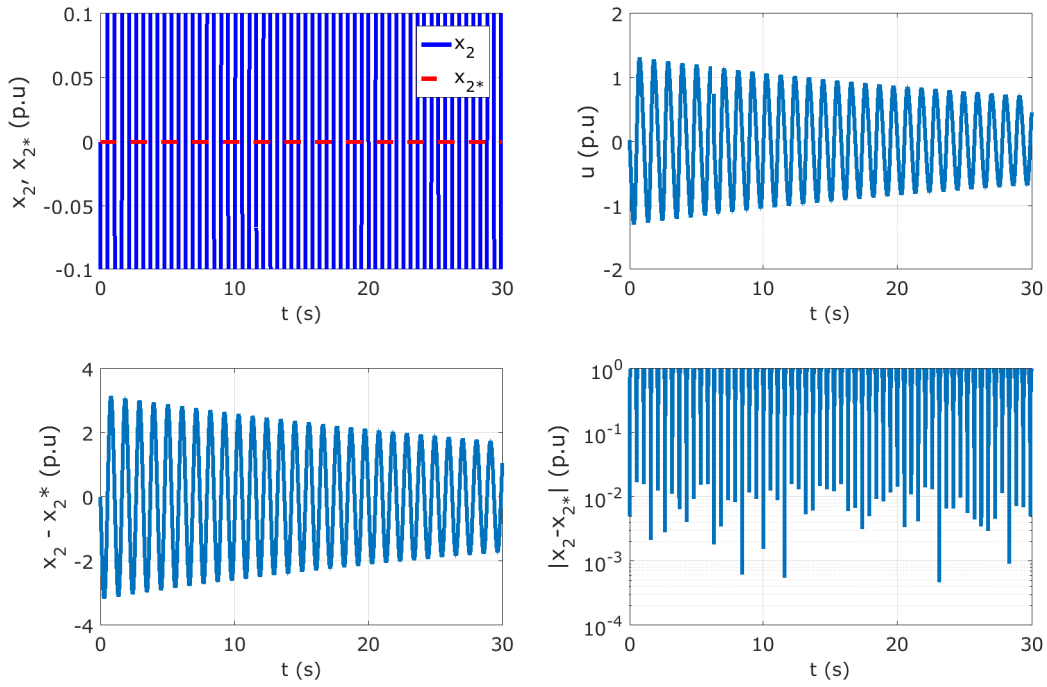 0.1
0.05
0
-0.05
-0.1
x₂, x₂* (p.u)
x₂
x₂*
0 10 20 30
t (s)
2
1
0
-1
-2
u (p.u)
0 10 20 30
t (s)
4
2
0
-2
-4
x₂ - x₂* (p.u)
0 10 20 30
t (s)
10⁰
10⁻¹
10⁻²
10⁻³
10⁻⁴
|x₂-x₂*| (p.u)
0 10 20 30
t (s)